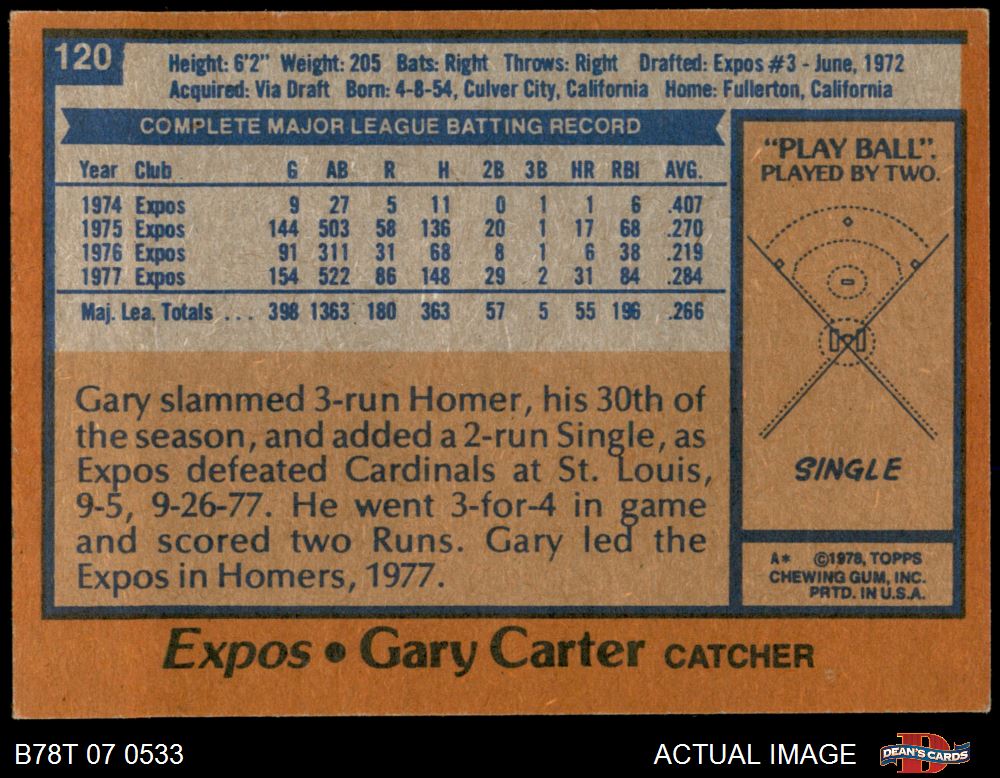 120
Height: 6'2" Weight: 205 Bats: Right Throws: Right Drafted: Expos #3 - June, 1972
Acquired: Via Draft Born: 4-8-54, Culver City, California Home: Fullerton, California
COMPLETE MAJOR LEAGUE BATTING RECORD
Year Club G AB R H 2B 3B HR RBI AVG.
1974 Expos 9 27 5 11 0 1 1 6 .407
1975 Expos 144 503 58 136 20 1 17 68 .270
1976 Expos 91 311 31 68 8 1 6 38 .219
1977 Expos 154 522 86 148 29 2 31 84 .284
Maj. Lea. Totals ... 398 1363 180 363 57 5 55 196 .266
Gary slammed 3-run Homer, his 30th of
the season, and added a 2-run Single, as
Expos defeated Cardinals at St. Louis,
9-5, 9-26-77. He went 3-for-4 in game
and scored two Runs. Gary led the
Expos in Homers, 1977.
"PLAY BALL".
PLAYED BY TWO.
SINGLE
A* ©1978, TOPPS
CHEWING GUM, INC.
PRTD. IN U.S.A.
Expos • Gary Carter CATCHER
B78T 07 0533
ACTUAL IMAGE
D
DEAN'S CARDS